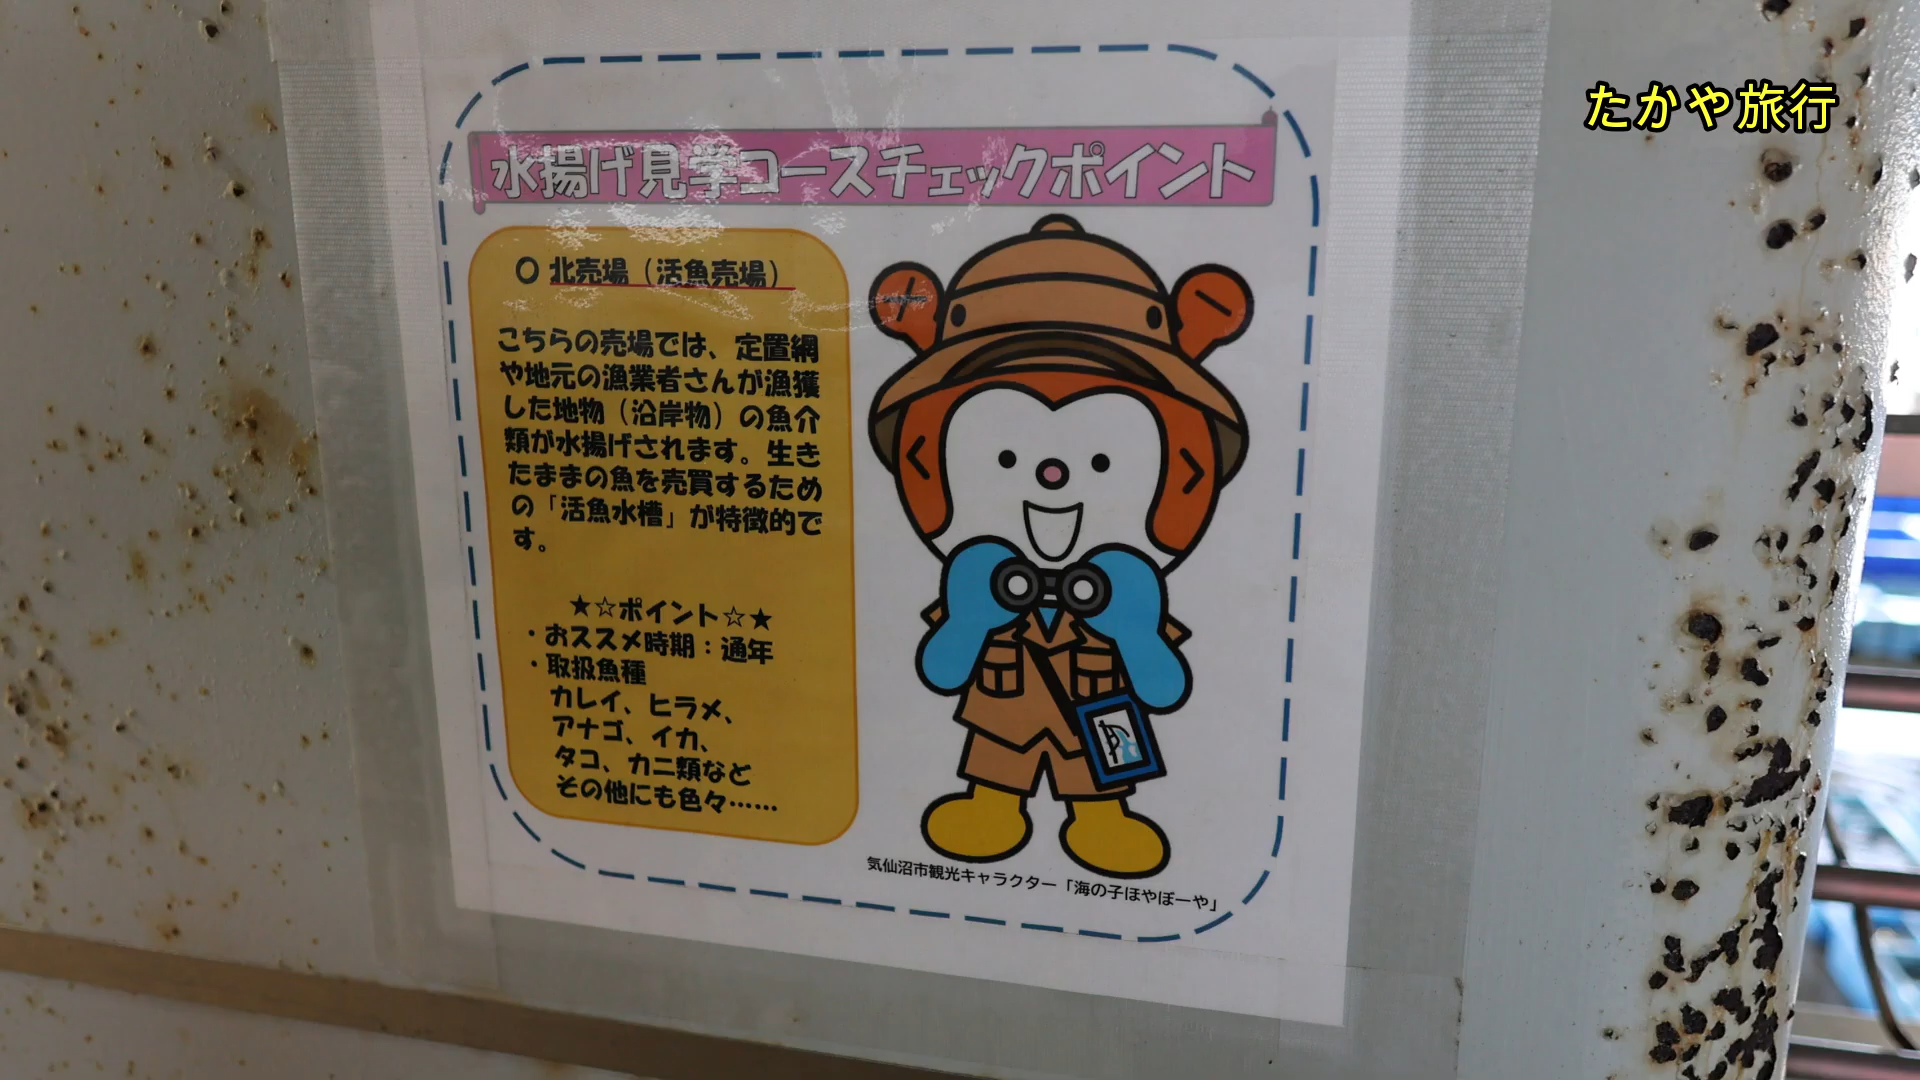 たかや旅行
水揚げ見学コースチェックポイント
〇 北売場（活魚売場）
こちらの売場では、定置網
や地元の漁業者さんが漁獲
した地物（沿岸物）の魚介
類が水揚げされます。生き
たままの魚を売買するため
の「活魚水槽」が特徴的で
す。
★☆ポイント☆★
・おススメ時期：通年
・取扱魚種
カレイ、ヒラメ、
アナゴ、イカ、
タコ、カニ類など
その他にも色々……
気仙沼市観光キャラクター「海の子ほやぼーや」